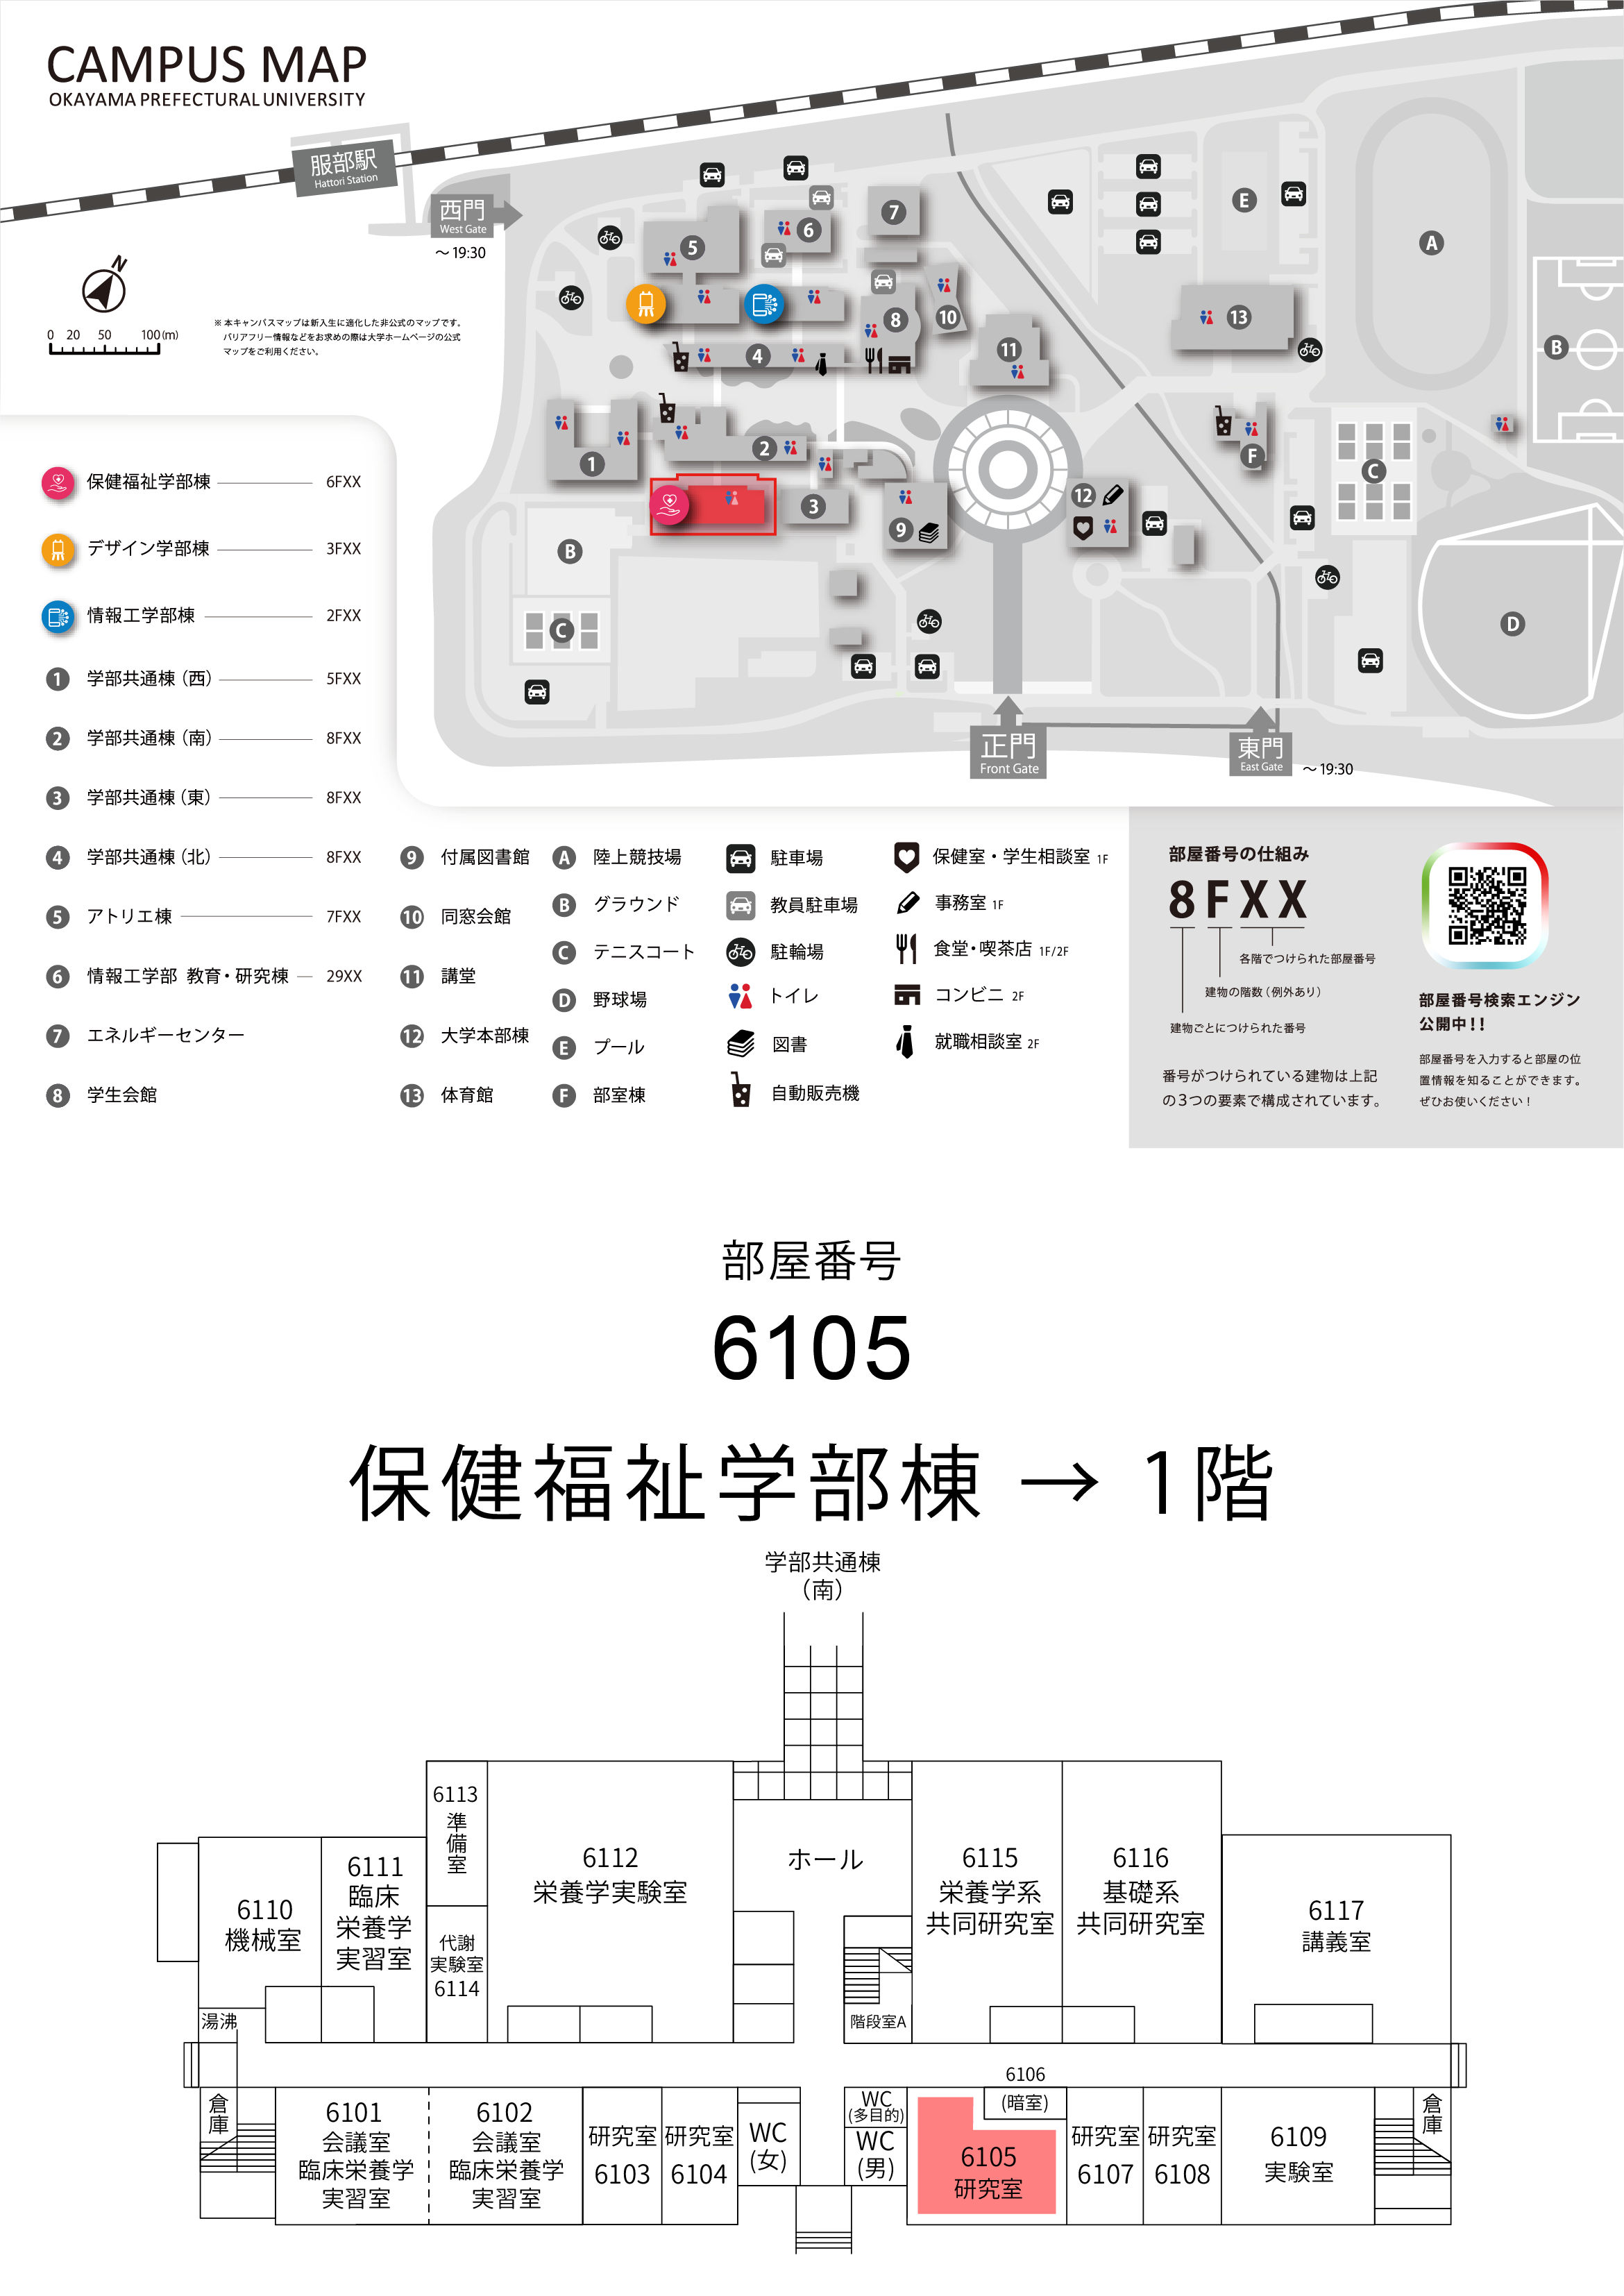 CAMPUS MAP
OKAYAMA PREFECTURAL UNIVERSITY
服部駅
Hattori Station
西門
West Gate
～19:30
N
0 20 50 100(m)
※ 本キャンパスマップは新入生に適化した非公式のマップです。
バリアフリー情報などをお求めの際は大学ホームページの公式
マップをご利用ください。
5
6
7
8
10
4
11
13
E
A
B
1
2
3
9
12
F
C
B
C
D
正門
Front Gate
東門
East Gate
～19:30
保健福祉学部棟 6FXX
デザイン学部棟 3FXX
情報工学部棟 2FXX
1 学部共通棟（西） 5FXX
2 学部共通棟（南） 8FXX
3 学部共通棟（東） 8FXX
4 学部共通棟（北） 8FXX
5 アトリエ棟 7FXX
6 情報工学部 教育・研究棟 29XX
7 エネルギーセンター
8 学生会館
9 付属図書館
10 同窓会館
11 講堂
12 大学本部棟
13 体育館
A 陸上競技場
B グラウンド
C テニスコート
D 野球場
E プール
F 部室棟
駐車場
教員駐車場
駐輪場
トイレ
図書
自動販売機
保健室・学生相談室 1F
事務室 1F
食堂・喫茶店 1F/2F
コンビニ 2F
就職相談室 2F
部屋番号の仕組み
8FXX
各階でつけられた部屋番号
建物の階数（例外あり）
建物ごとにつけられた番号
番号がつけられている建物は上記
の３つの要素で構成されています。
部屋番号検索エンジン
公開中！！
部屋番号を入力すると部屋の位
置情報を知ることができます。
ぜひお使いください！
部屋番号
6105
保健福祉学部棟 → 1階
学部共通棟
（南）
6110
機械室
6111
臨床
栄養学
実習室
6113
準備室
代謝
実験室
6114
6112
栄養学実験室
ホール
階段室A
6115
栄養学系
共同研究室
6116
基礎系
共同研究室
6117
講義室
湯沸
倉庫
6101
会議室
臨床栄養学
実習室
6102
会議室
臨床栄養学
実習室
研究室
6103
研究室
6104
WC
(女)
WC
(多目的)
WC
(男)
6105
研究室
6106
(暗室)
研究室
6107
研究室
6108
6109
実験室
倉庫